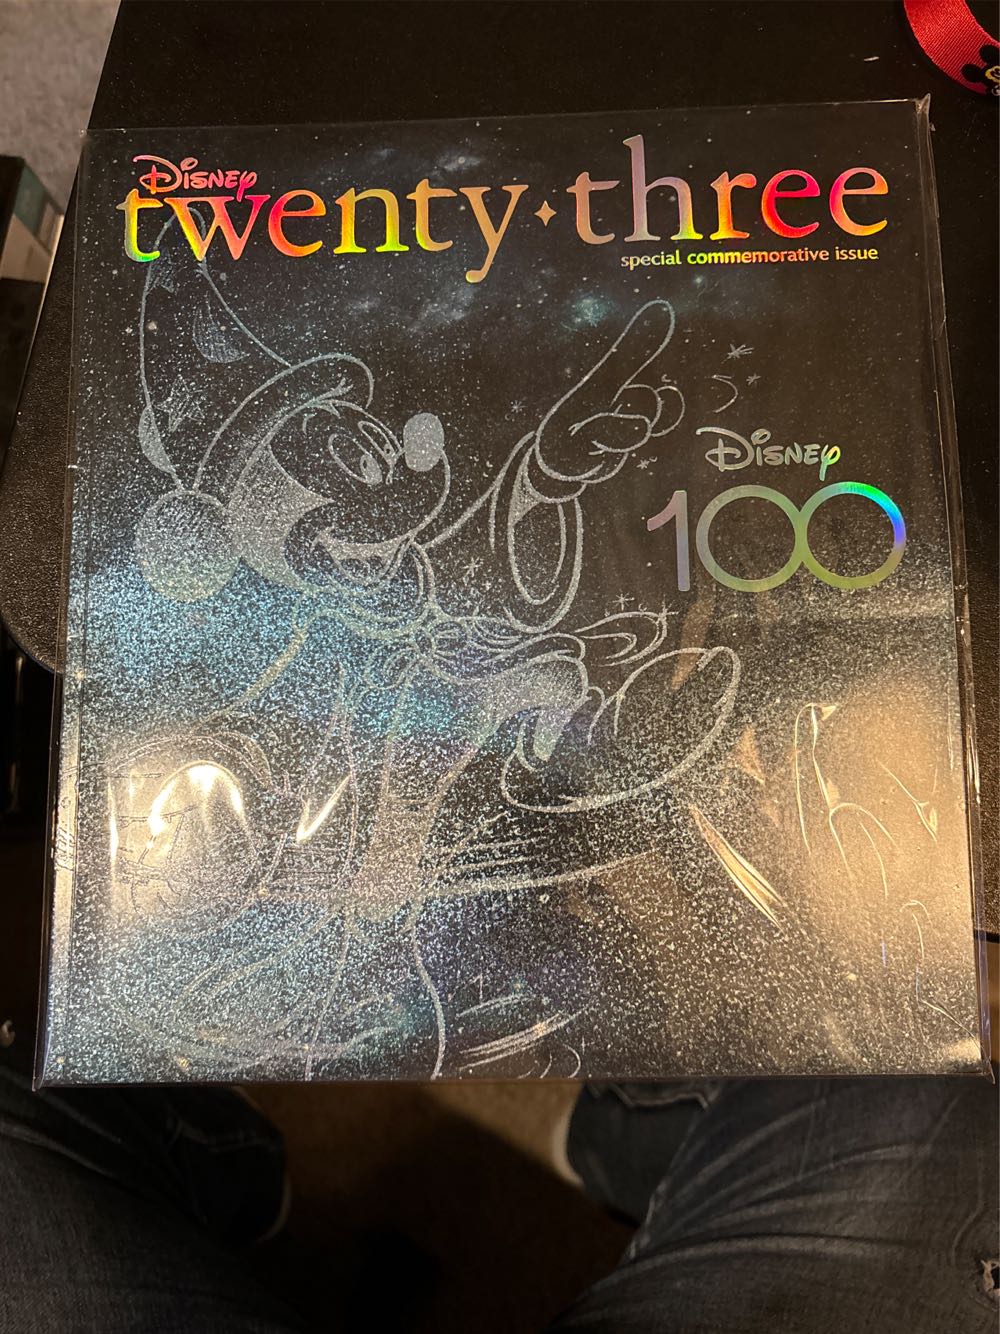 Disney
twenty·three
special commemorative issue
Disney
100